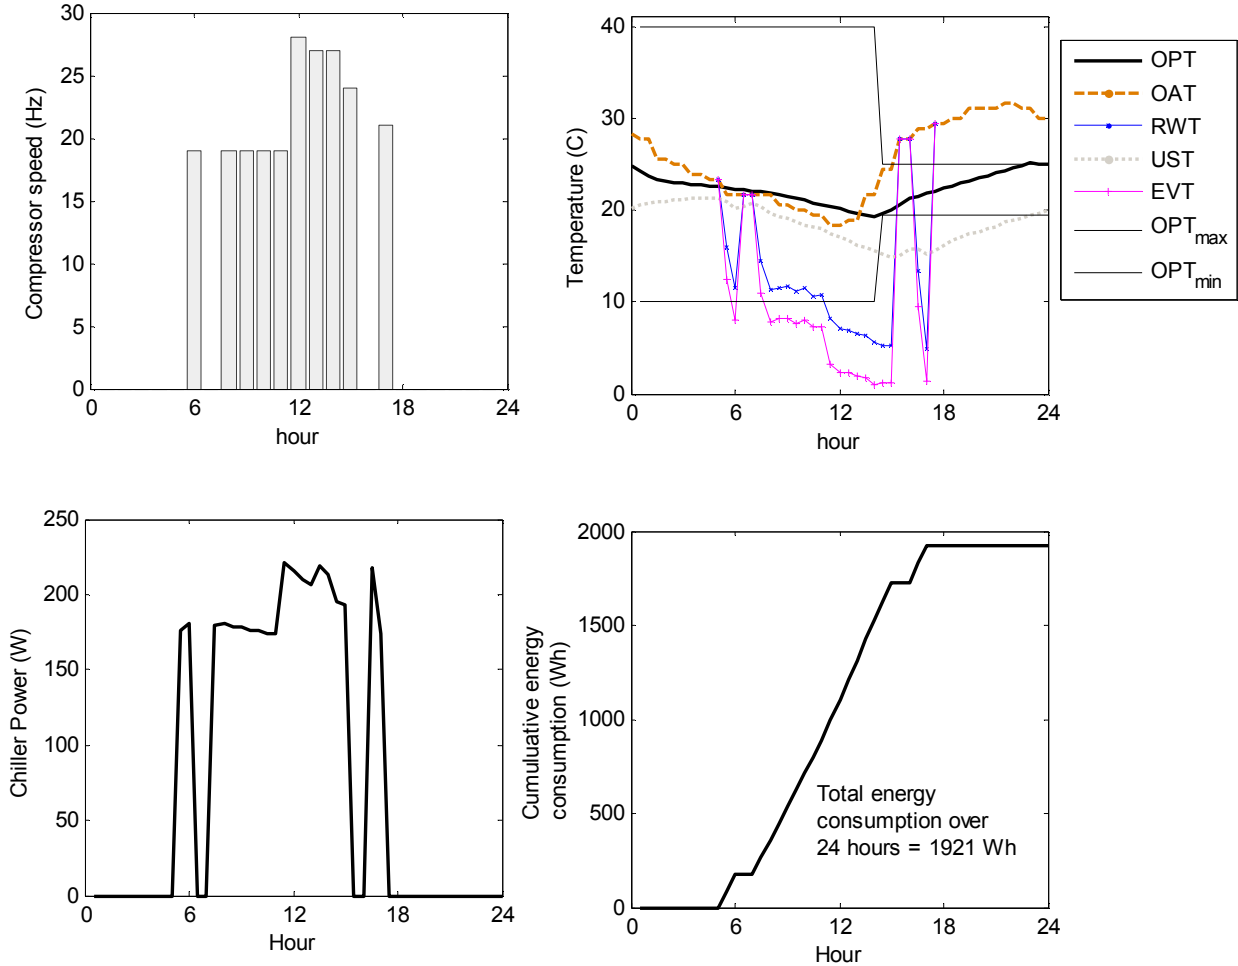 30
25
20
15
10
5
0
0
6
12
18
24
hour
Compressor speed (Hz)
40
30
20
10
0
0
6
12
18
24
hour
Temperature (C)
OPT
OAT
RWT
UST
EVT
OPTmax
OPTmin
250
200
150
100
50
0
0
6
12
18
24
Hour
Chiller Power (W)
2000
1500
1000
500
0
0
6
12
18
24
Hour
Cumuluative energy
consumption (Wh)
Total energy
consumption over
24 hours = 1921 Wh